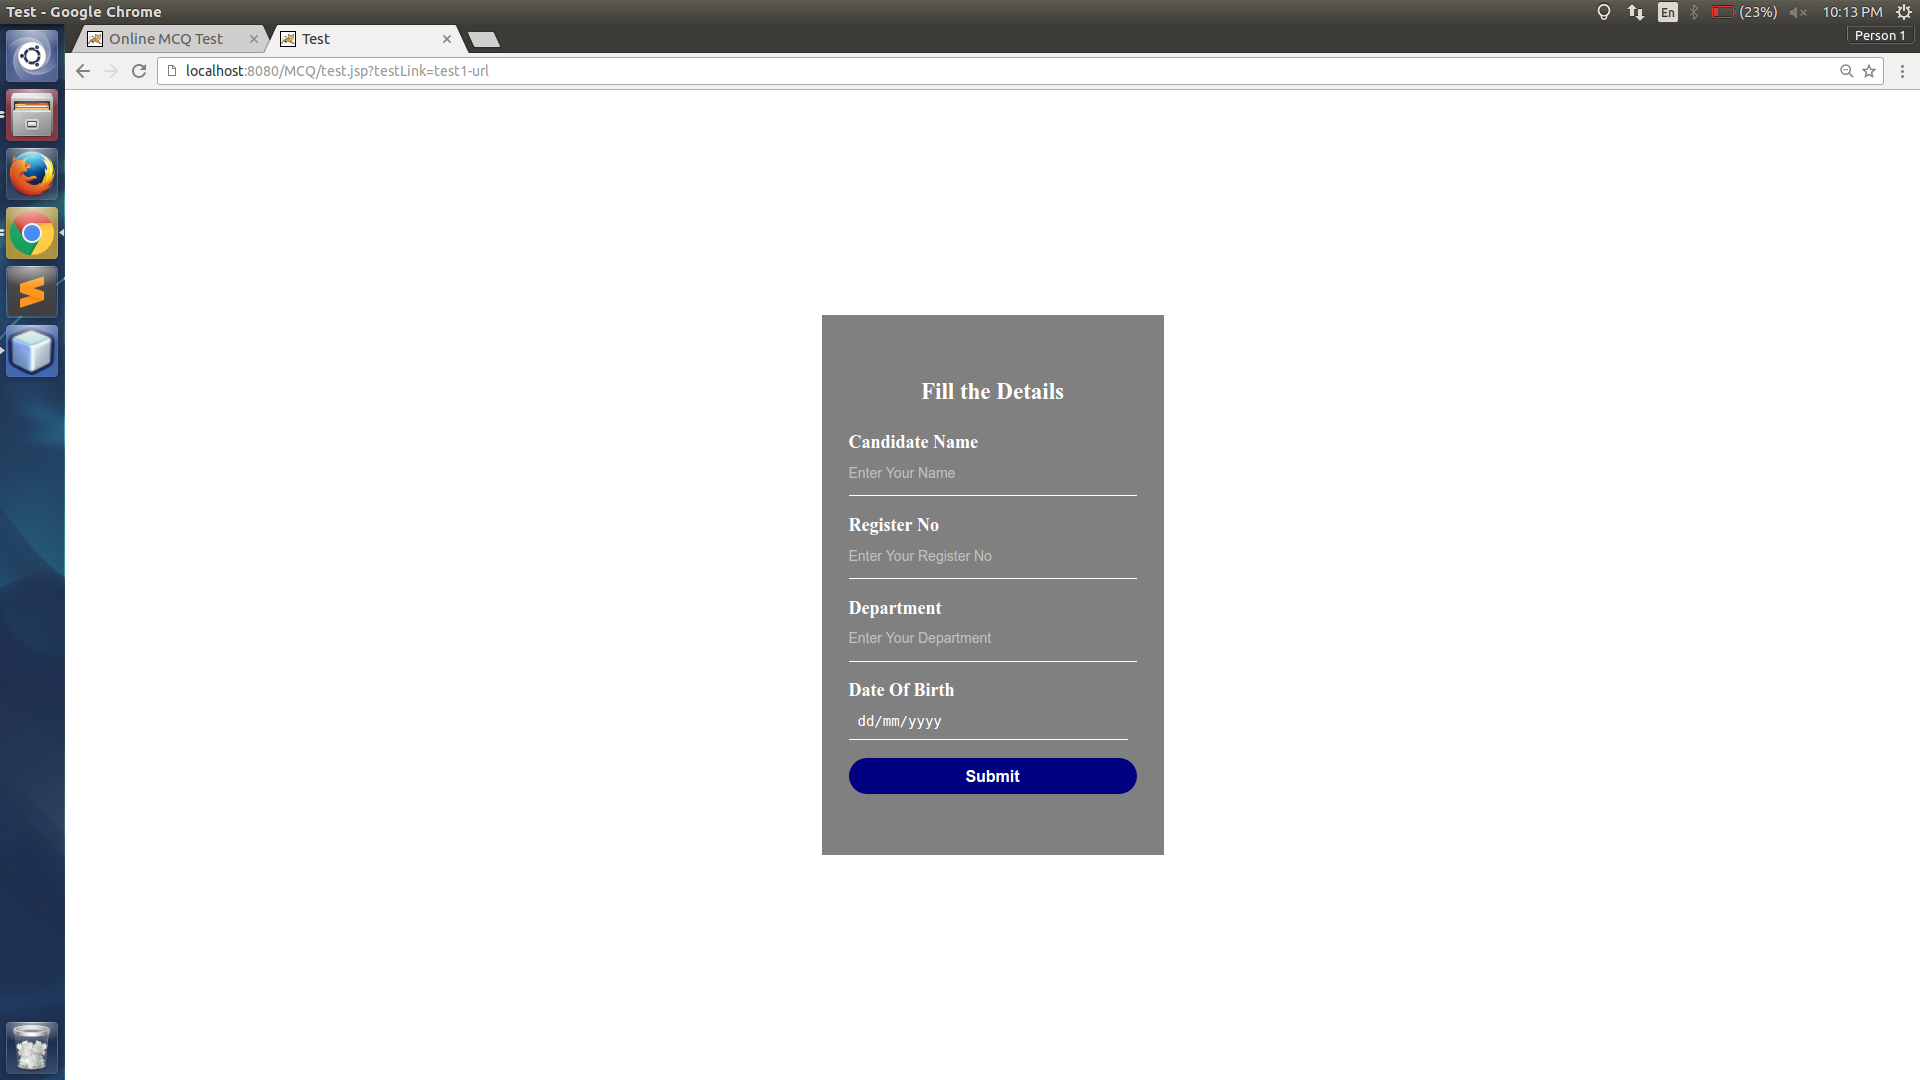 Test - Google Chrome
En
(23%)
10:13 PM
Online MCQ Test
Test
Person 1
localhost:8080/MCQ/test.jsp?testLink=test1-url
Fill the Details
Candidate Name
Enter Your Name
Register No
Enter Your Register No
Department
Enter Your Department
Date Of Birth
dd/mm/yyyy
Submit